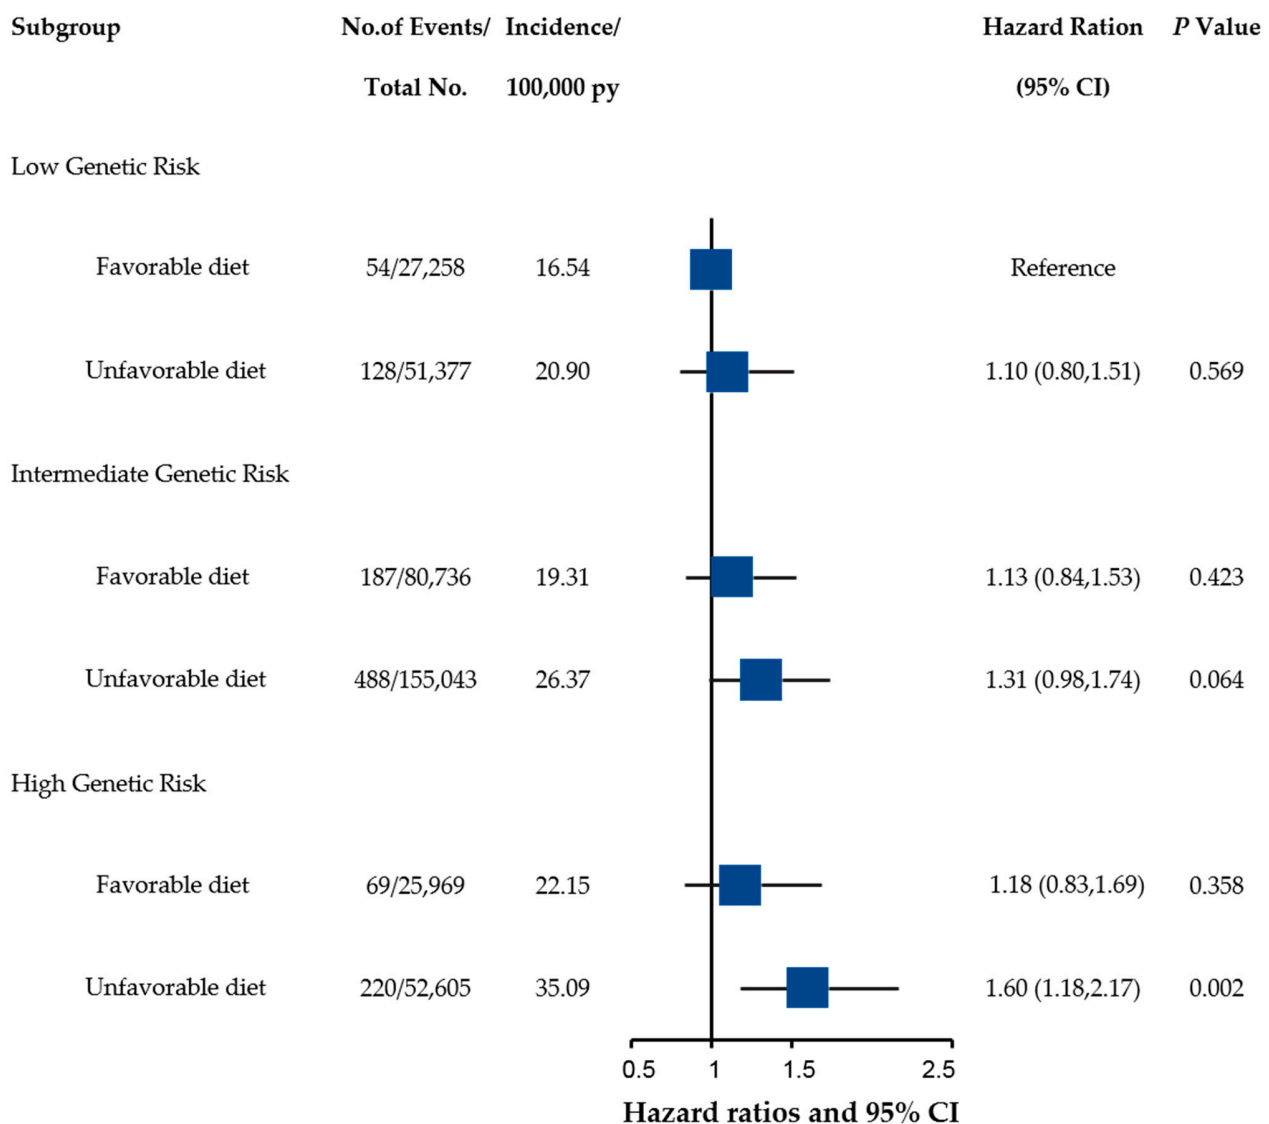 Subgroup No.of Events/ Incidence/ Hazard Ration P Value
Total No. 100,000 py (95% CI)
Low Genetic Risk
Favorable diet 54/27,258 16.54 Reference
Unfavorable diet 128/51,377 20.90 1.10 (0.80,1.51) 0.569
Intermediate Genetic Risk
Favorable diet 187/80,736 19.31 1.13 (0.84,1.53) 0.423
Unfavorable diet 488/155,043 26.37 1.31 (0.98,1.74) 0.064
High Genetic Risk
Favorable diet 69/25,969 22.15 1.18 (0.83,1.69) 0.358
Unfavorable diet 220/52,605 35.09 1.60 (1.18,2.17) 0.002
0.5 1 1.5 2.5
Hazard ratios and 95% CI